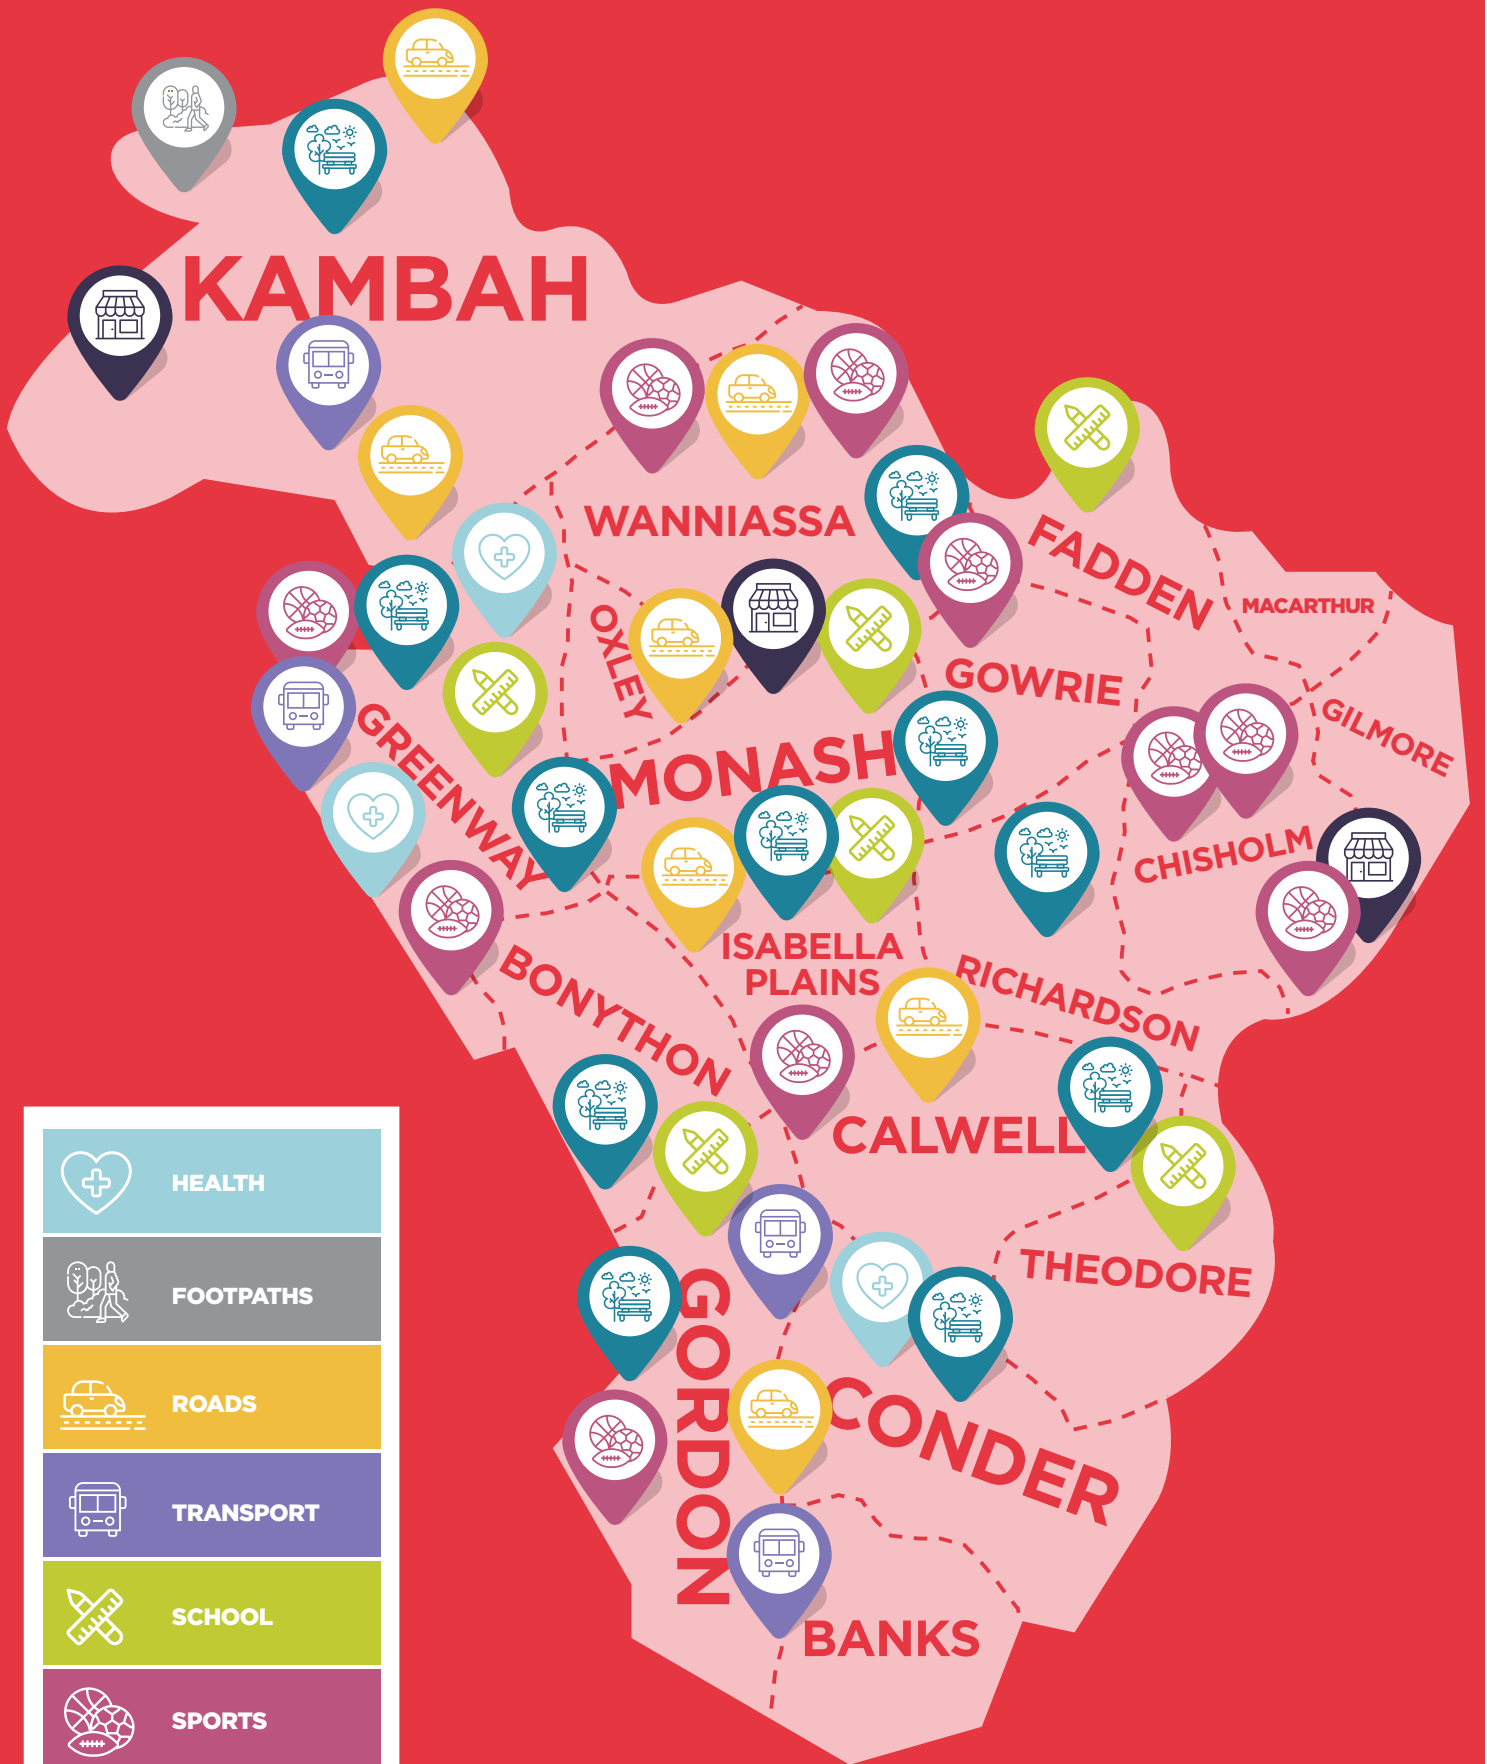 KAMBAH
WANNIASSA
FADDEN
MACARTHUR
OXLEY
GOWRIE
GILMORE
GREENWAY
MONASH
CHISHOLM
ISABELLA
PLAINS
RICHARDSON
BONYTHON
CALWELL
THEODORE
GORDON
CONDER
BANKS
HEALTH
FOOTPATHS
ROADS
TRANSPORT
SCHOOL
SPORTS